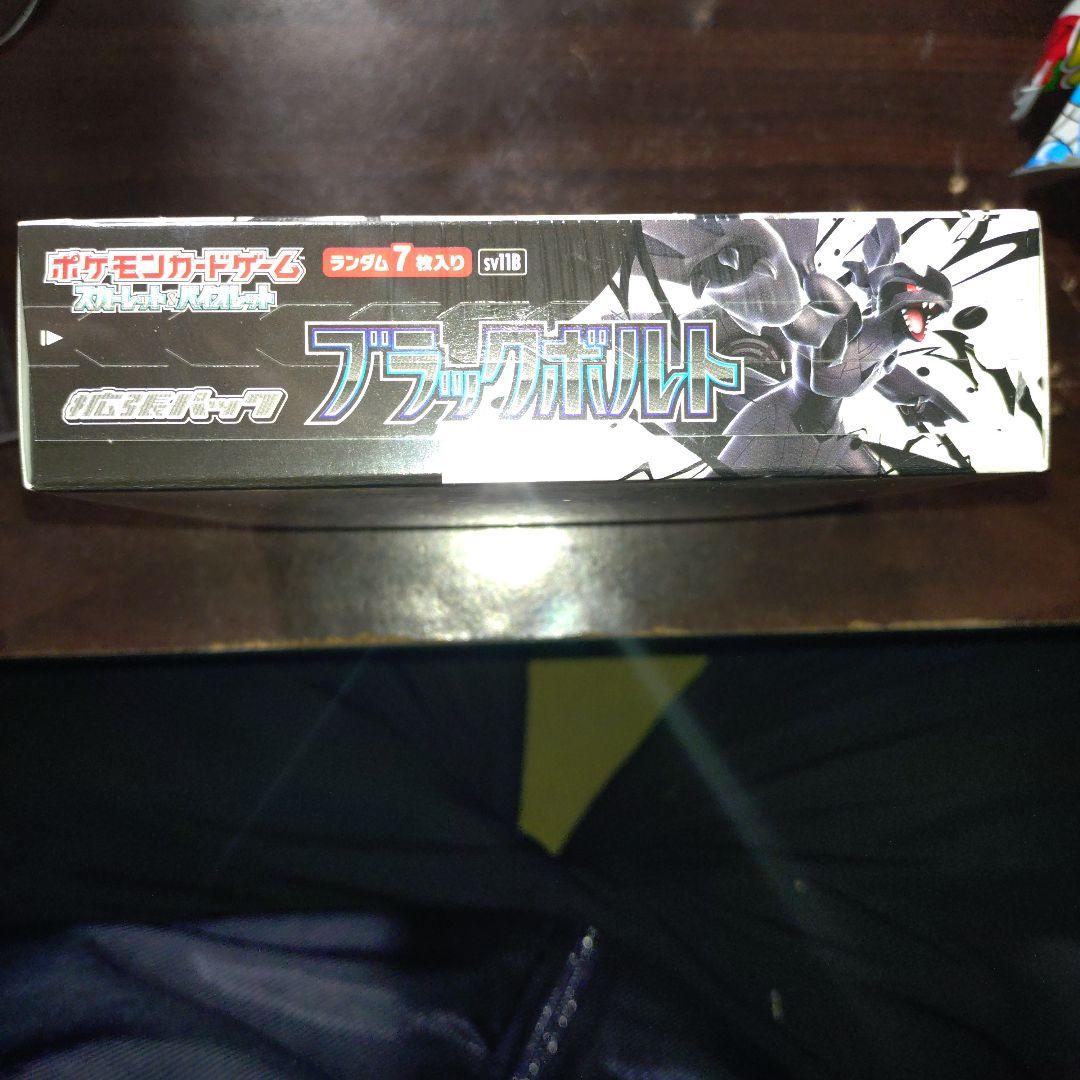 ポケモンカードゲーム
スカーレット&バイオレット
ランダム7枚入り
sv11B
拡張パック
ブラックボルト